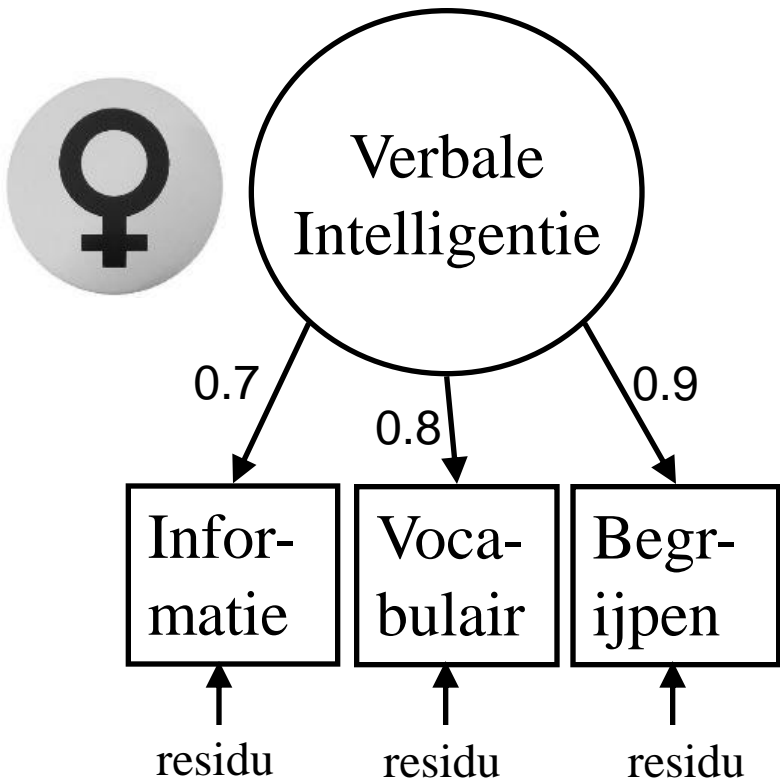 Verbale
Intelligentie
0.7
0.8
0.9
Infor-
matie
Voca-
bulair
Begr-
ijpen
residu
residu
residu